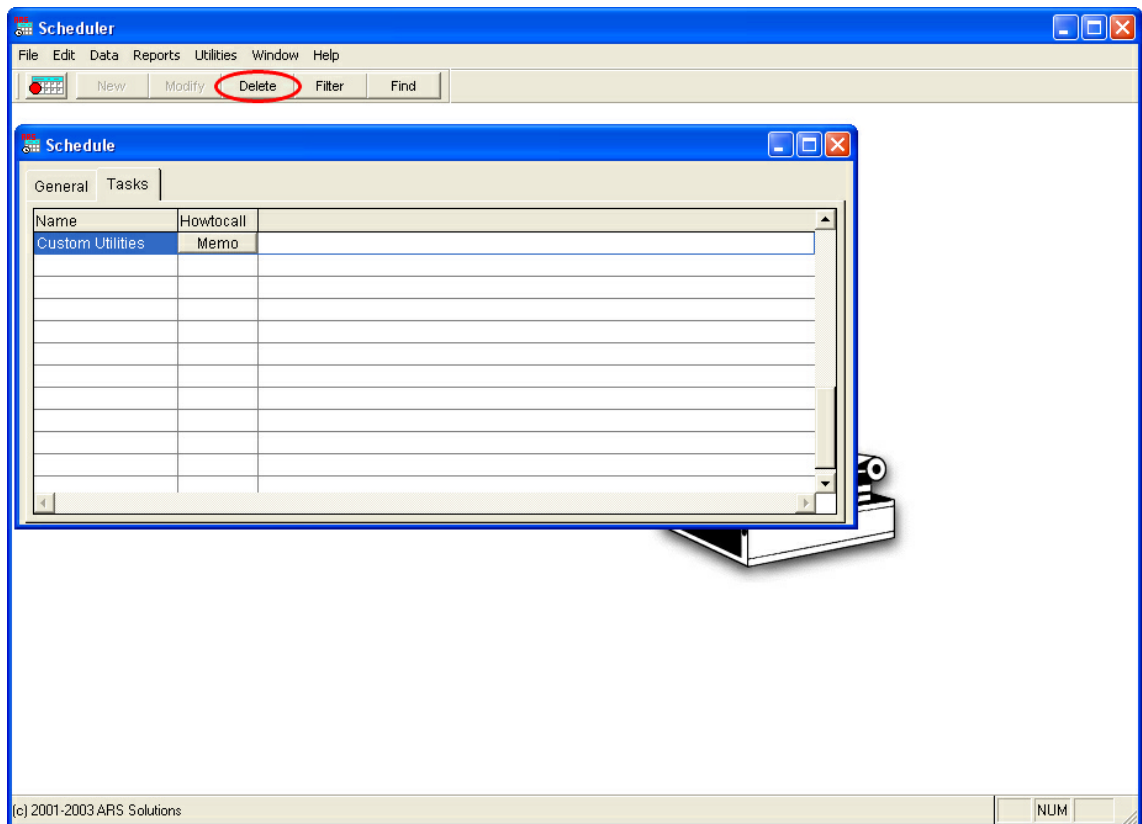 Scheduler
File Edit Data Reports Utilities Window Help
New Modify Delete Filter Find
Schedule
General Tasks
Name Howtocall
Custom Utilities Memo
(c) 2001-2003 ARS Solutions NUM